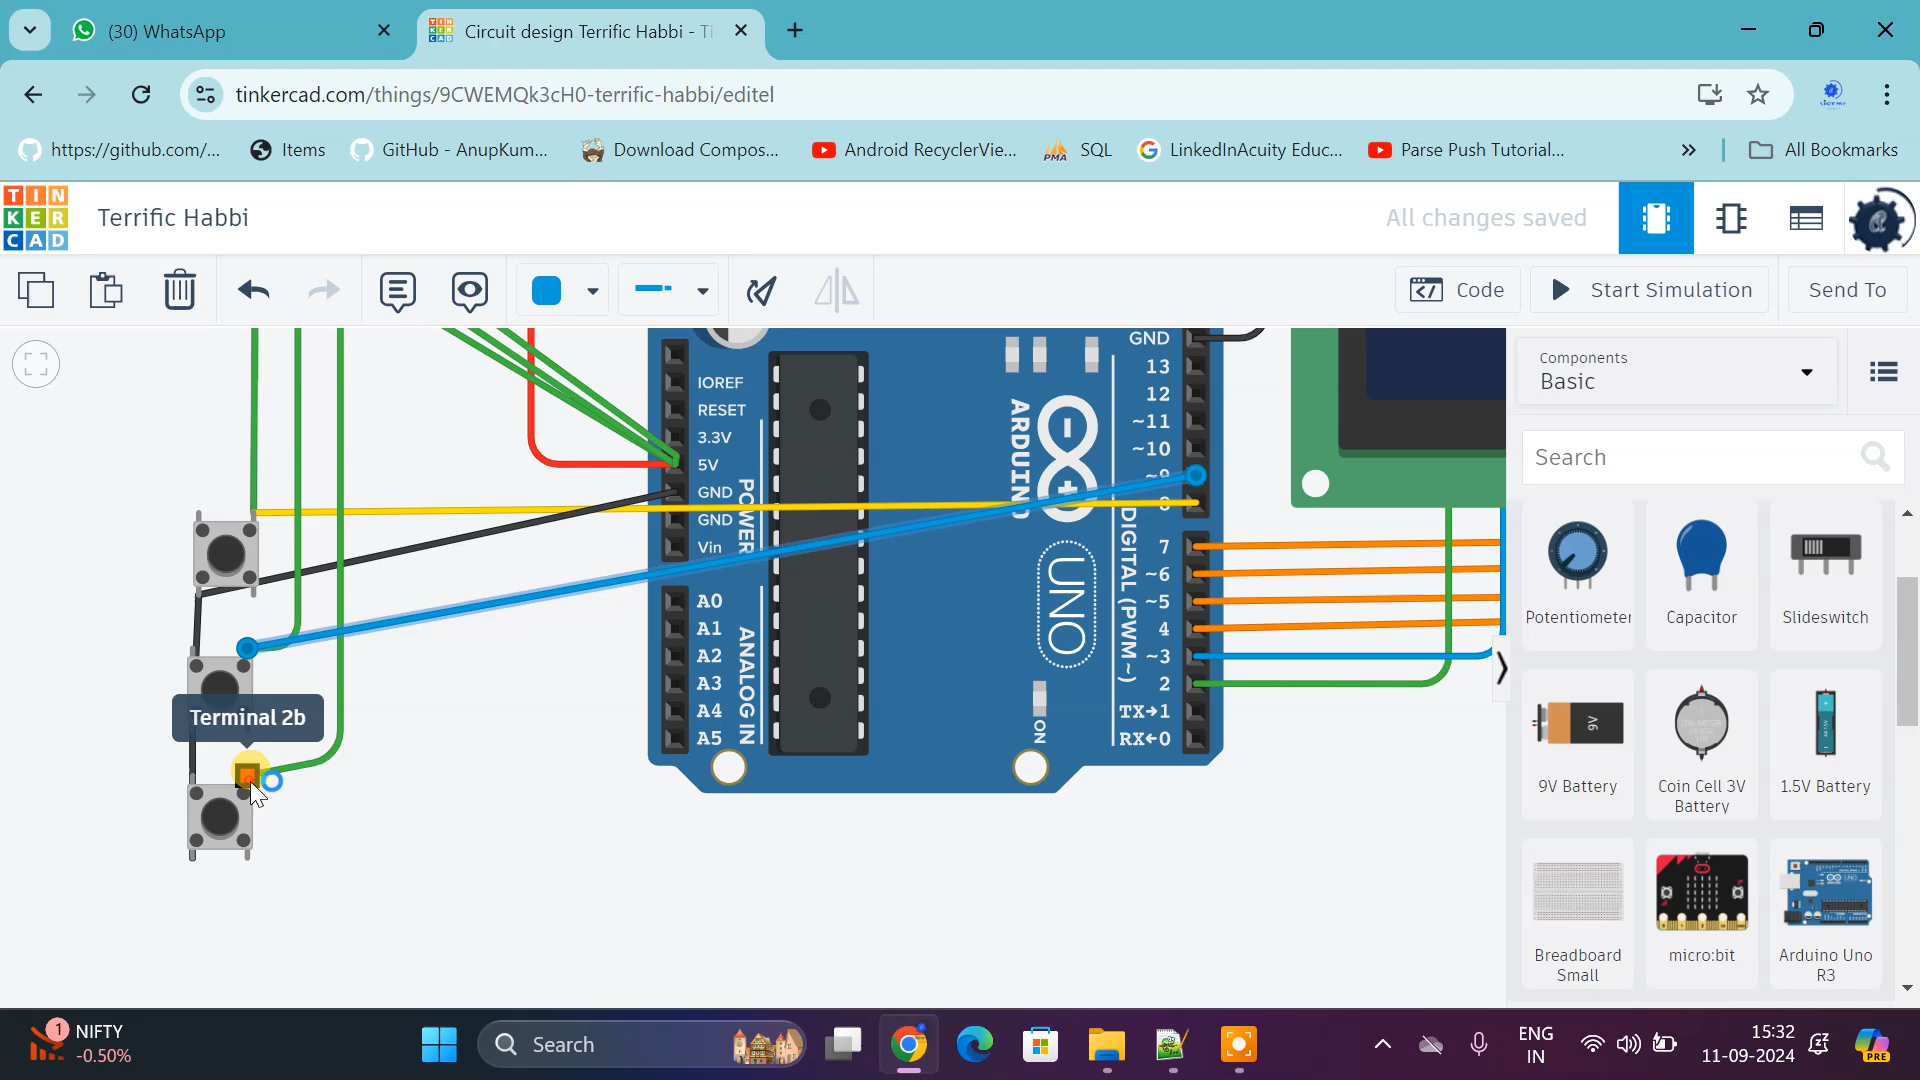 (30) WhatsApp
Circuit design Terrific Habbi - Ti
tinkercad.com/things/9CWEMQk3cH0-terrific-habbi/editel
https://github.com/...
Items
GitHub - AnupKum...
Download Compos...
Android RecyclerVie...
PMA SQL
LinkedInAcuity Educ...
Parse Push Tutorial...
» All Bookmarks
TIN
KER
CAD
Terrific Habbi
All changes saved
Code
Start Simulation
Send To
Components
Basic
Search
GND
13
12
~11
~10
~9
8
7
~6
~5
4
~3
2
TX→1
RX←0
DIGITAL (PWM~)
IOREF
RESET
3.3V
5V
GND
GND
Vin
POWER
A0
A1
A2
A3
A4
A5
ANALOG IN
ARDUINO
UNO
ON
Terminal 2b
Potentiometer
Capacitor
Slideswitch
9V
9V Battery
Coin Cell 3V
Battery
1.5V Battery
Breadboard
Small
micro:bit
Arduino Uno
R3
1
NIFTY
-0.50%
Search
ENG
IN
15:32
11-09-2024
PRE